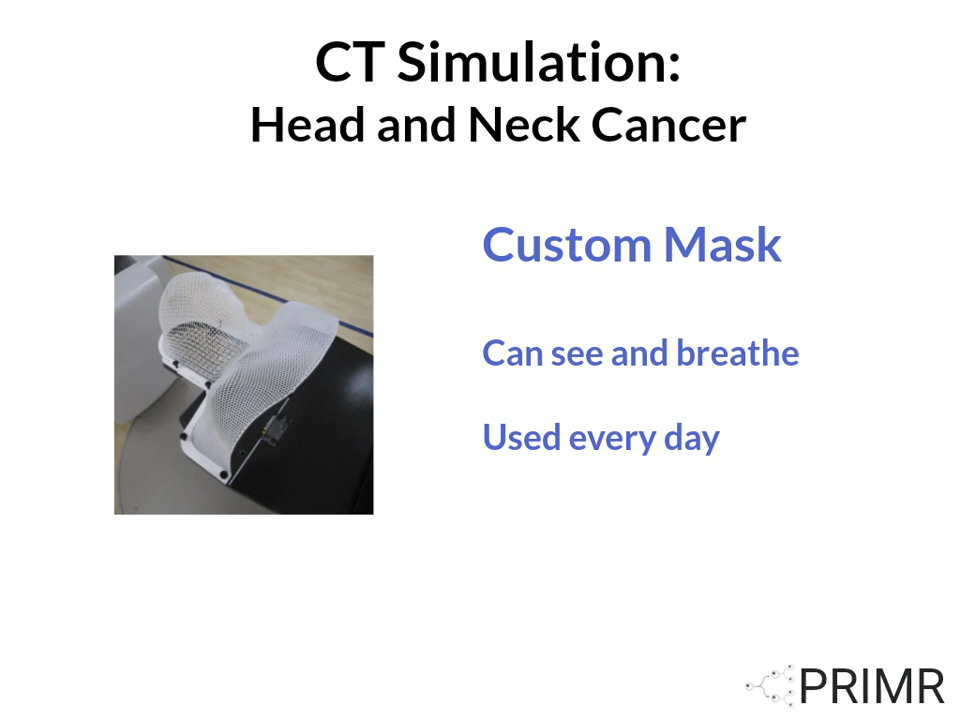 CT Simulation:
Head and Neck Cancer
Custom Mask
Can see and breathe
Used every day
PRIMR